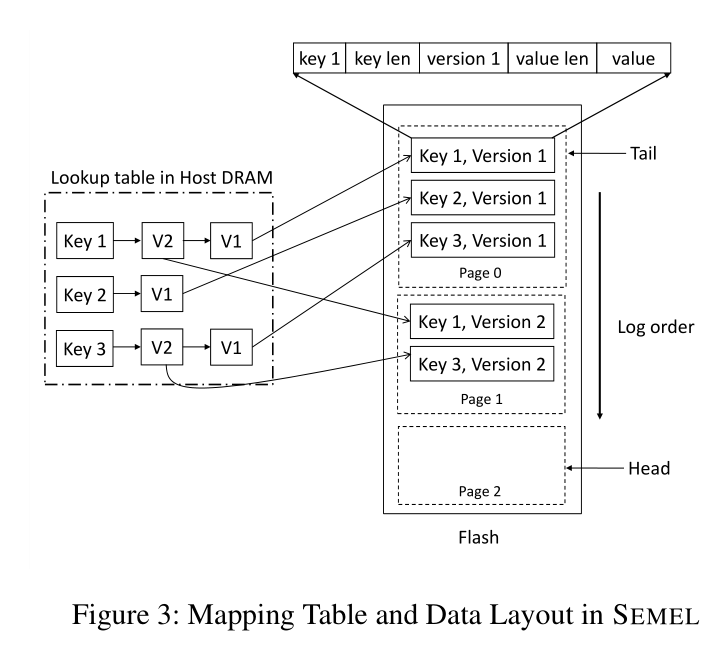 key 1 key len version 1 value len value
Lookup table in Host DRAM
Key 1 V2 V1
Key 2 V1
Key 3 V2 V1
Key 1, Version 1
Key 2, Version 1
Key 3, Version 1
Page 0
Key 1, Version 2
Key 3, Version 2
Page 1
Page 2
Tail
Log order
Head
Flash
Figure 3: Mapping Table and Data Layout in SEMEL